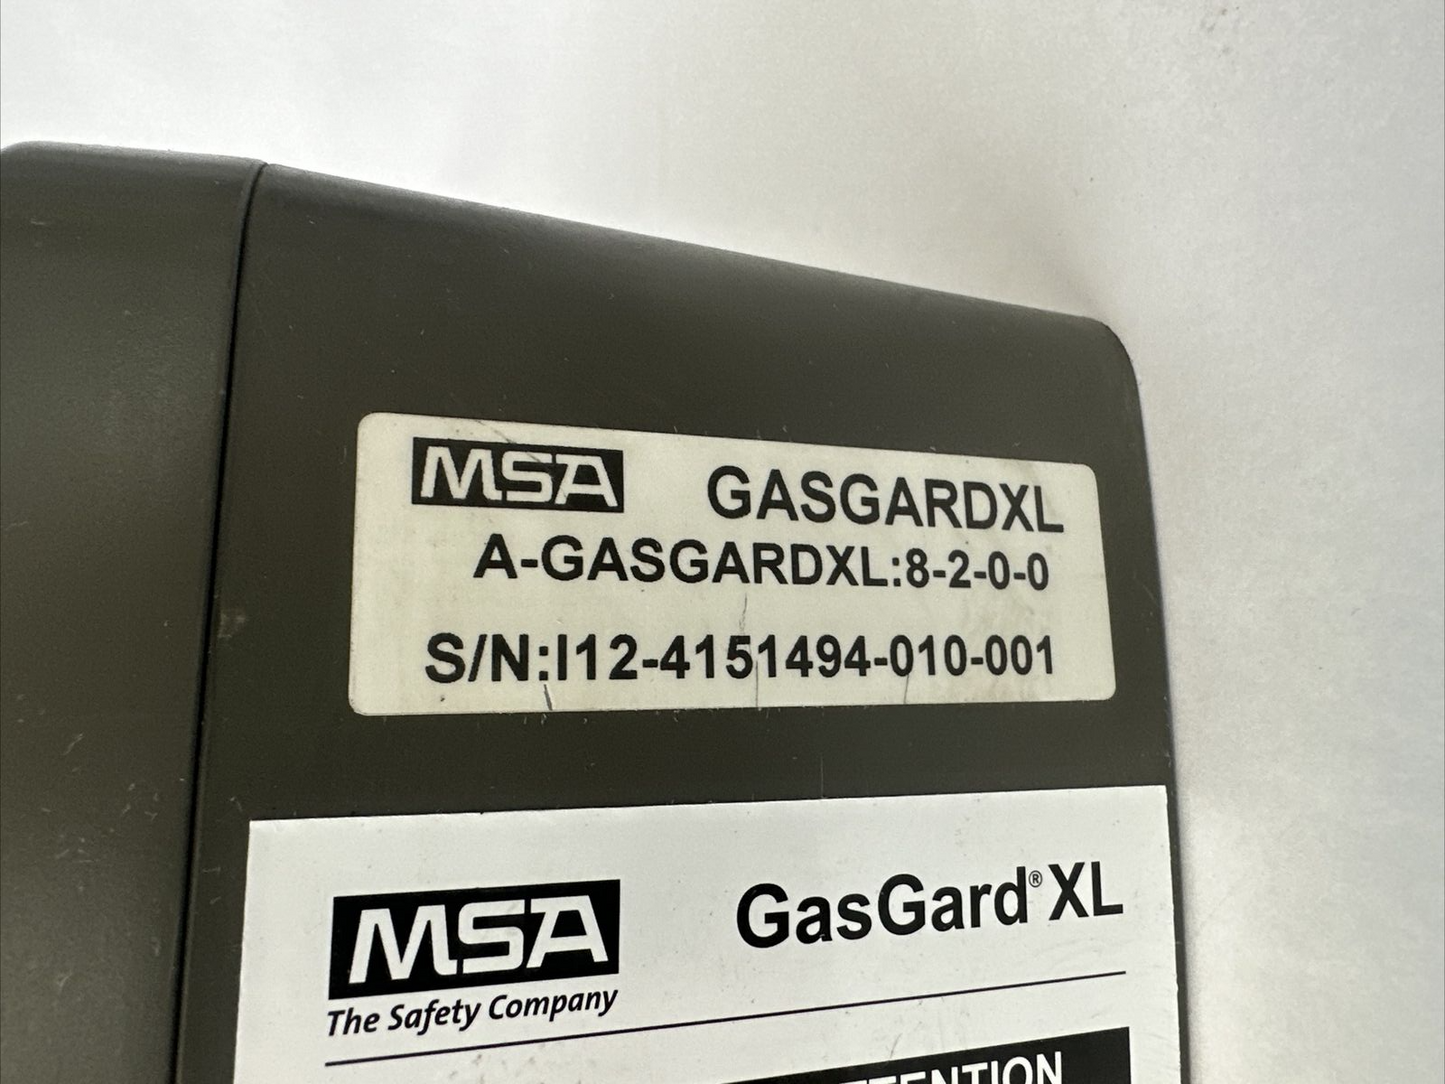 MSA GASGARDXL
A-GASGARDXL:8-2-0-0
S/N:I12-4151494-010-001
MSA GasGard® XL
The Safety Company